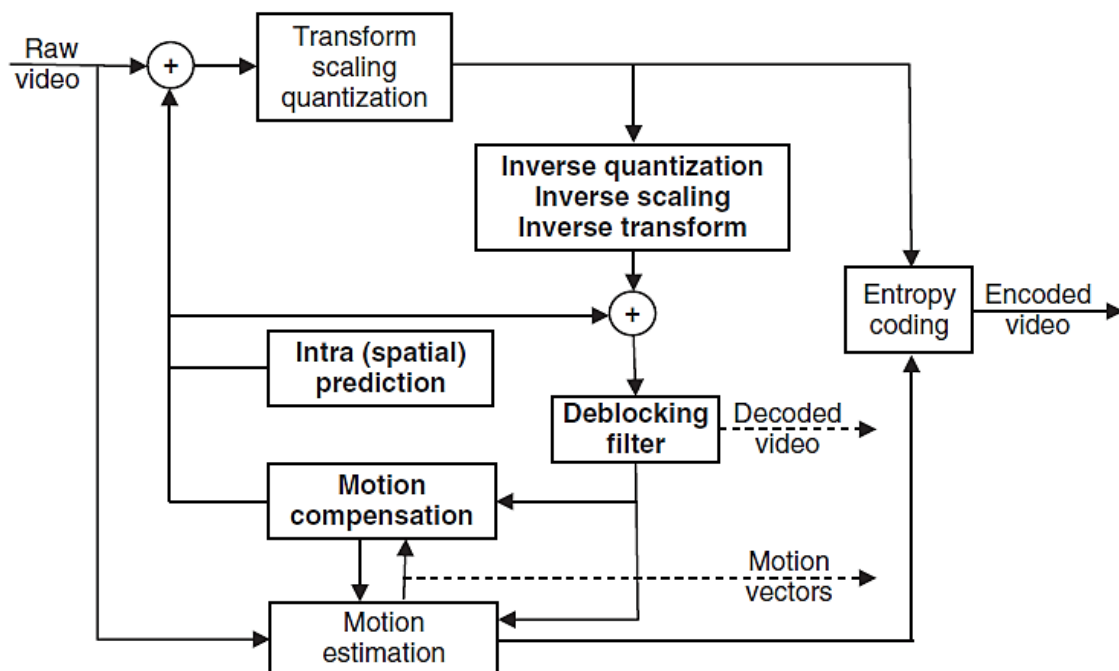 Raw
video
+
Transform
scaling
quantization
Inverse quantization
Inverse scaling
Inverse transform
+
Entropy
coding
Encoded
video
Intra (spatial)
prediction
Deblocking
filter
Decoded
video
Motion
compensation
Motion
vectors
Motion
estimation